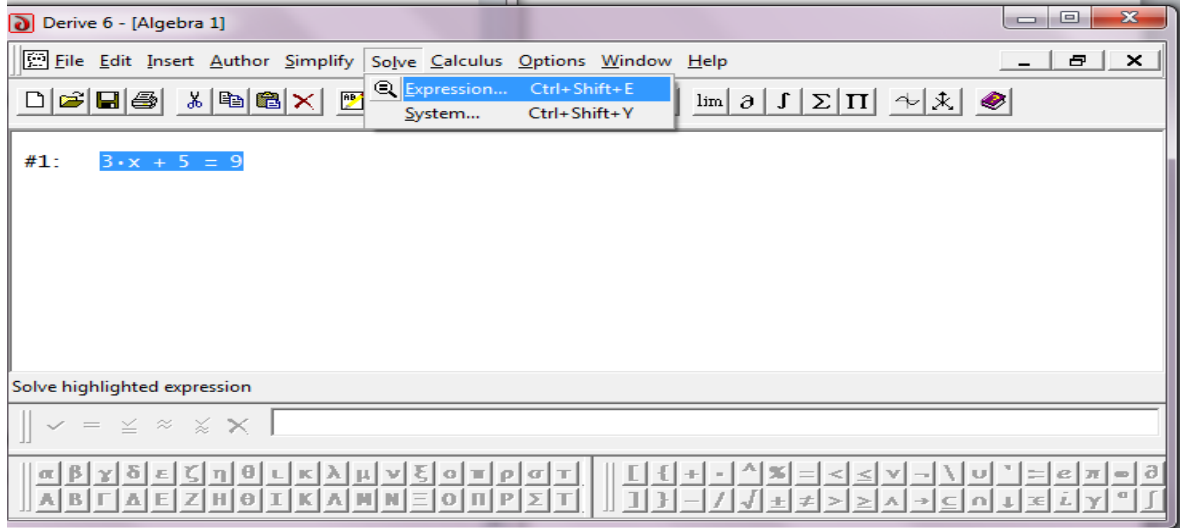 Derive 6 - [Algebra 1]
File Edit Insert Author Simplify Solve Calculus Options Window Help
Expression... Ctrl+Shift+E
System... Ctrl+Shift+Y
lim ∂ ∫ Σ Π
#1: 3·x + 5 = 9
Solve highlighted expression
= ≈
α β γ δ ε ζ η θ ι κ λ μ ν ξ ο π ρ σ τ [ { + · ^ % = < ≤ ∨ ¬ \ ∪ ' := e π ∞ ∂
Α Β Γ Δ Ε Ζ Η Θ Ι Κ Λ Μ Ν Ξ Ο Π Ρ Σ Τ ] } − / √ ± ≠ > ≥ ∧ → ⊆ ∩ ↓ î γ ° ∫